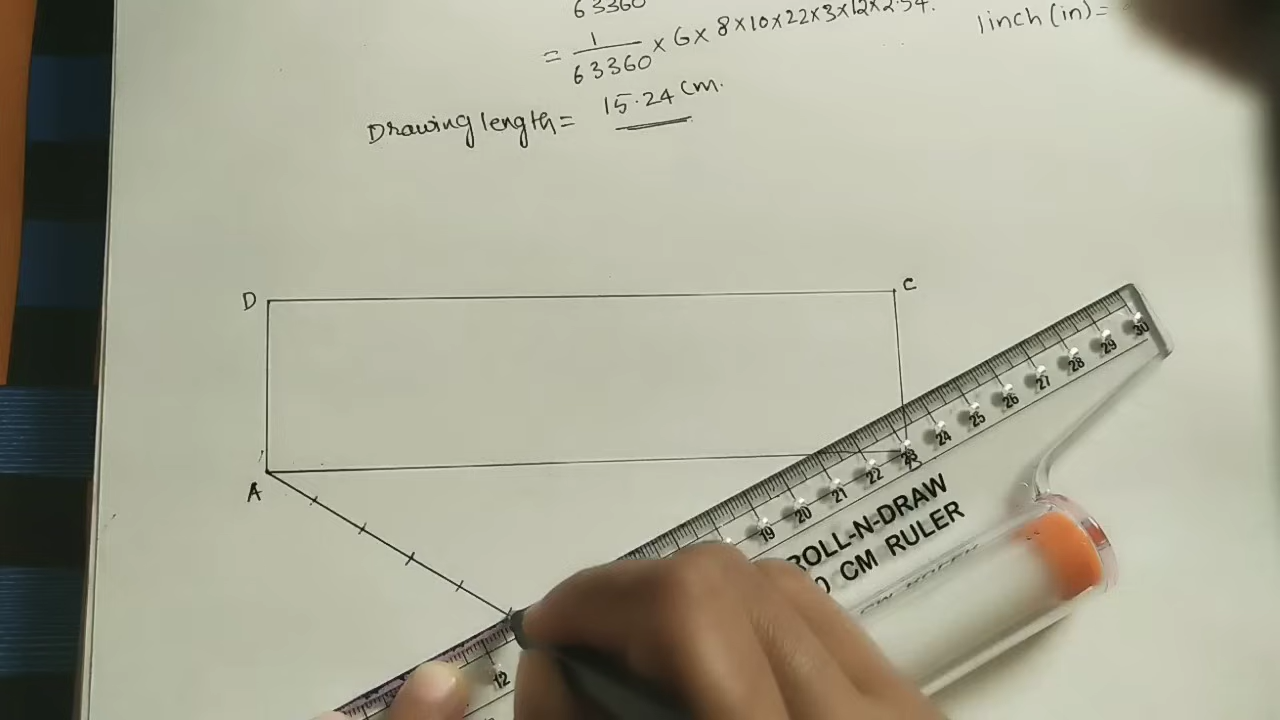 63360
= 1/63360 × 6 × 8×10×22×3×12×2.54.
1inch (in) =
Drawing length = 15.24 cm.
D
C
A
12
19 20 21 22 23 24 25 26 27 28 29 30
ROLL-N-DRAW
CM RULER